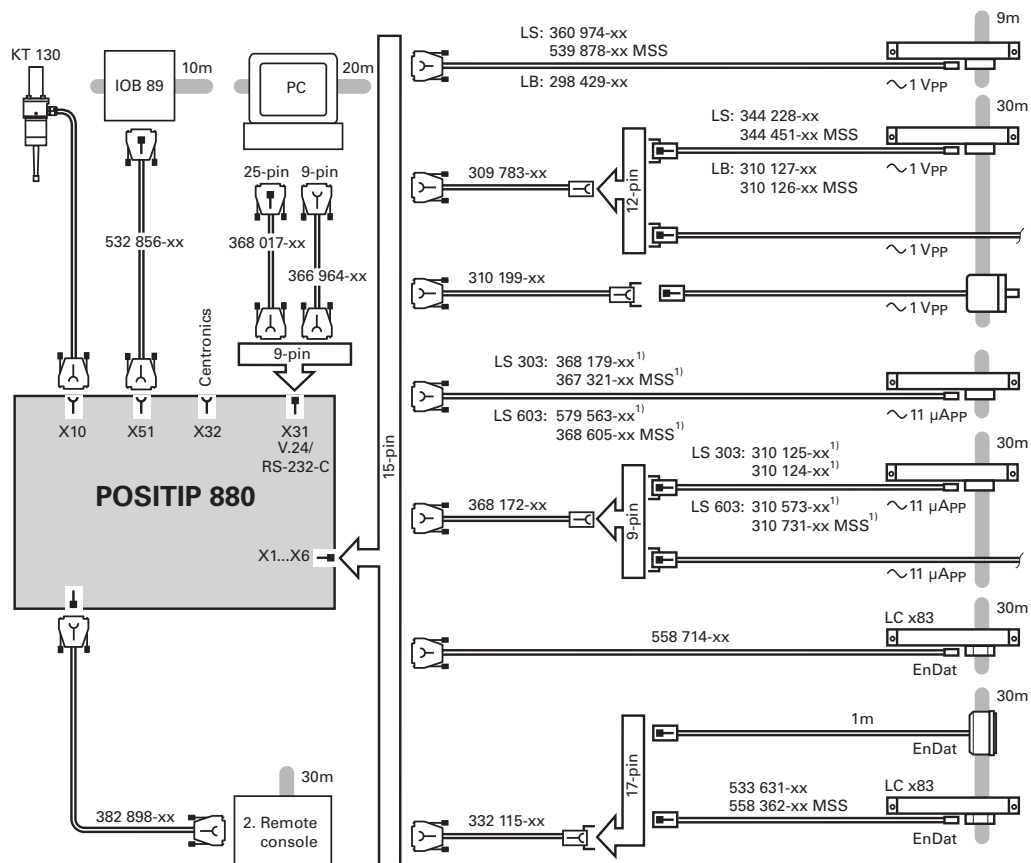 KT 130
IOB 89
10m
PC
20m
25-pin
9-pin
532 856-xx
368 017-xx
366 964-xx
Centronics
9-pin
X10
X51
X32
X31
V.24/
RS-232-C
POSITIP 880
X1...X6
382 898-xx
2. Remote
console
30m
15-pin
LS: 360 974-xx
539 878-xx MSS
LB: 298 429-xx
9m
~ 1 VPP
309 783-xx
12-pin
LS: 344 228-xx
344 451-xx MSS
LB: 310 127-xx
310 126-xx MSS
30m
~ 1 VPP
~ 1 VPP
310 199-xx
~ 1 VPP
LS 303: 368 179-xx1)
367 321-xx MSS1)
LS 603: 579 563-xx1)
368 605-xx MSS1)
30m
~ 11 µAPP
368 172-xx
9-pin
LS 303: 310 125-xx1)
310 124-xx1)
LS 603: 310 573-xx1)
310 731-xx MSS1)
30m
~ 11 µAPP
~ 11 µAPP
558 714-xx
LC x83
30m
EnDat
332 115-xx
17-pin
1m
30m
EnDat
533 631-xx
558 362-xx MSS
LC x83
EnDat